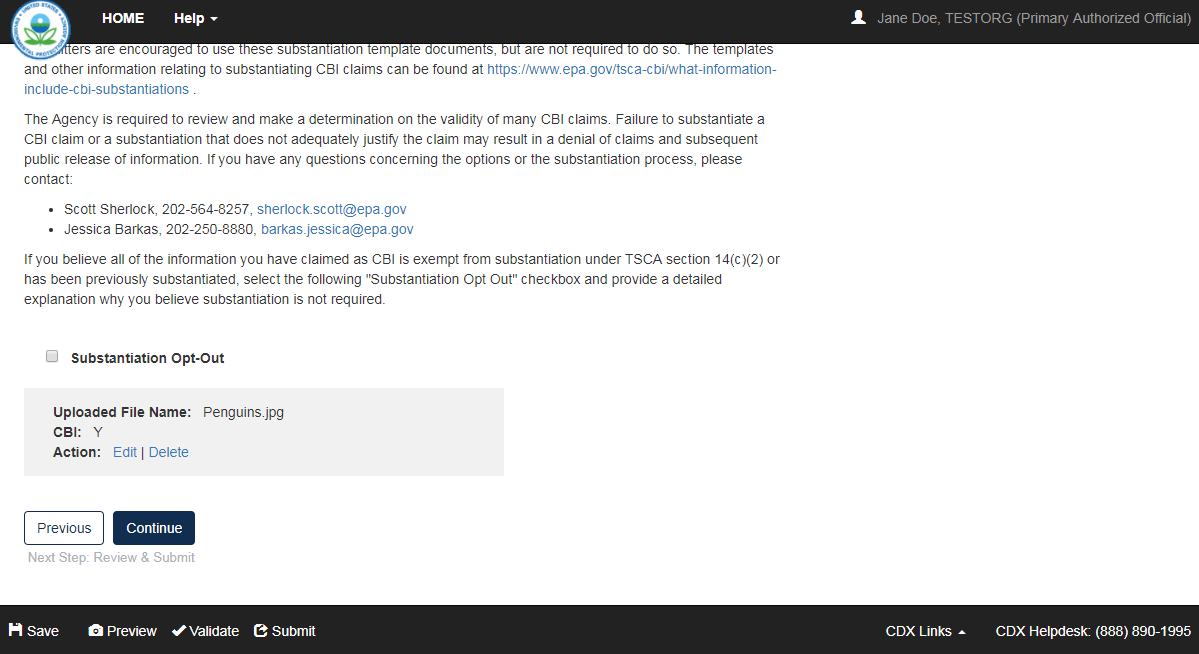 HOME Help Jane Doe, TESTORG (Primary Authorized Official)
UNITED STATES
tters are encouraged to use these substantiation template documents, but are not required to do so. The templates
and other information relating to substantiating CBI claims can be found at https://www.epa.gov/tsca-cbi/what-information-
include-cbi-substantiations .
The Agency is required to review and make a determination on the validity of many CBI claims. Failure to substantiate a
CBI claim or a substantiation that does not adequately justify the claim may result in a denial of claims and subsequent
public release of information. If you have any questions concerning the options or the substantiation process, please
contact:
• Scott Sherlock, 202-564-8257, sherlock.scott@epa.gov
• Jessica Barkas, 202-250-8880, barkas.jessica@epa.gov
If you believe all of the information you have claimed as CBI is exempt from substantiation under TSCA section 14(c)(2) or
has been previously substantiated, select the following "Substantiation Opt Out" checkbox and provide a detailed
explanation why you believe substantiation is not required.
Substantiation Opt-Out
Uploaded File Name: Penguins.jpg
CBI: Y
Action: Edit | Delete
Previous Continue
Next Step: Review & Submit
Save Preview Validate Submit CDX Links CDX Helpdesk: (888) 890-1995